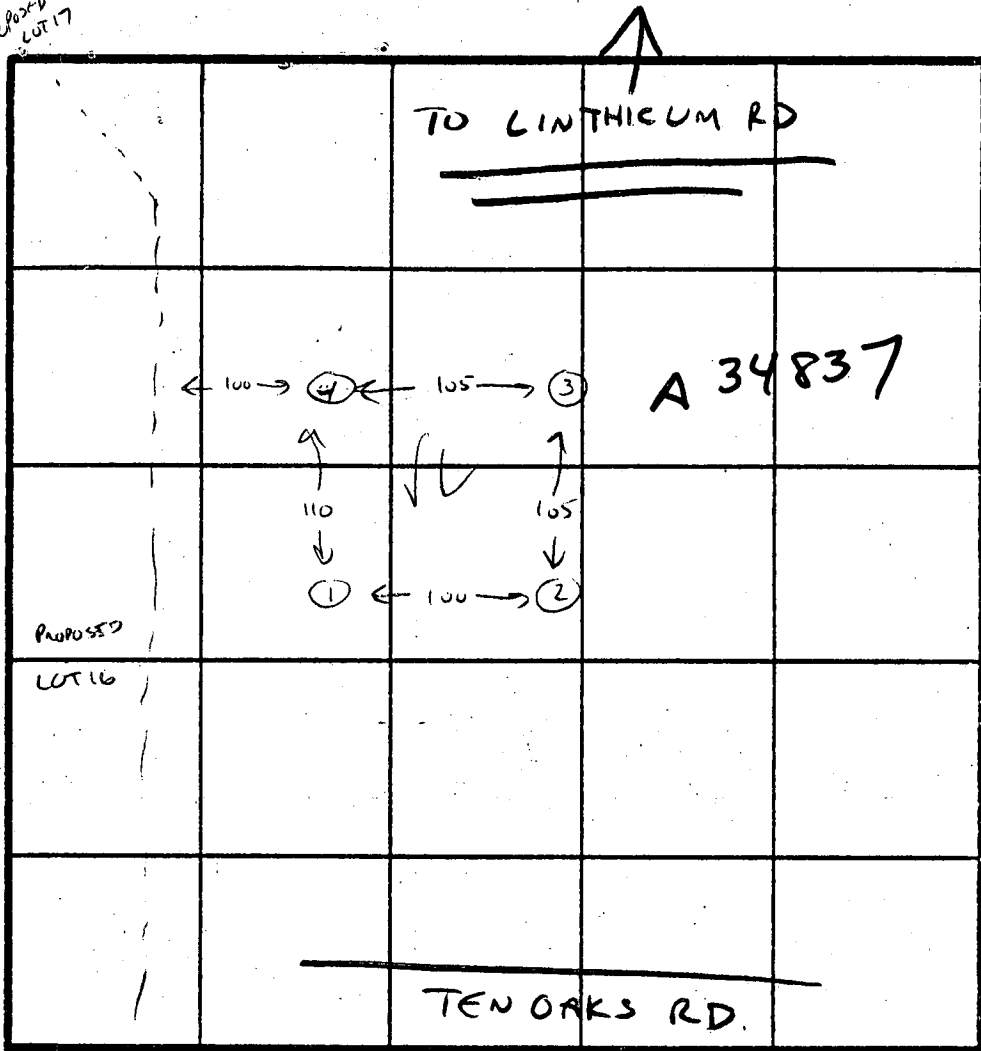 LOT 17
TO LINTHICUM RD
100 4 105 3
A 34837
110 105
1 100 2
PROPOSED
LOT 16
TEN OAKS RD.